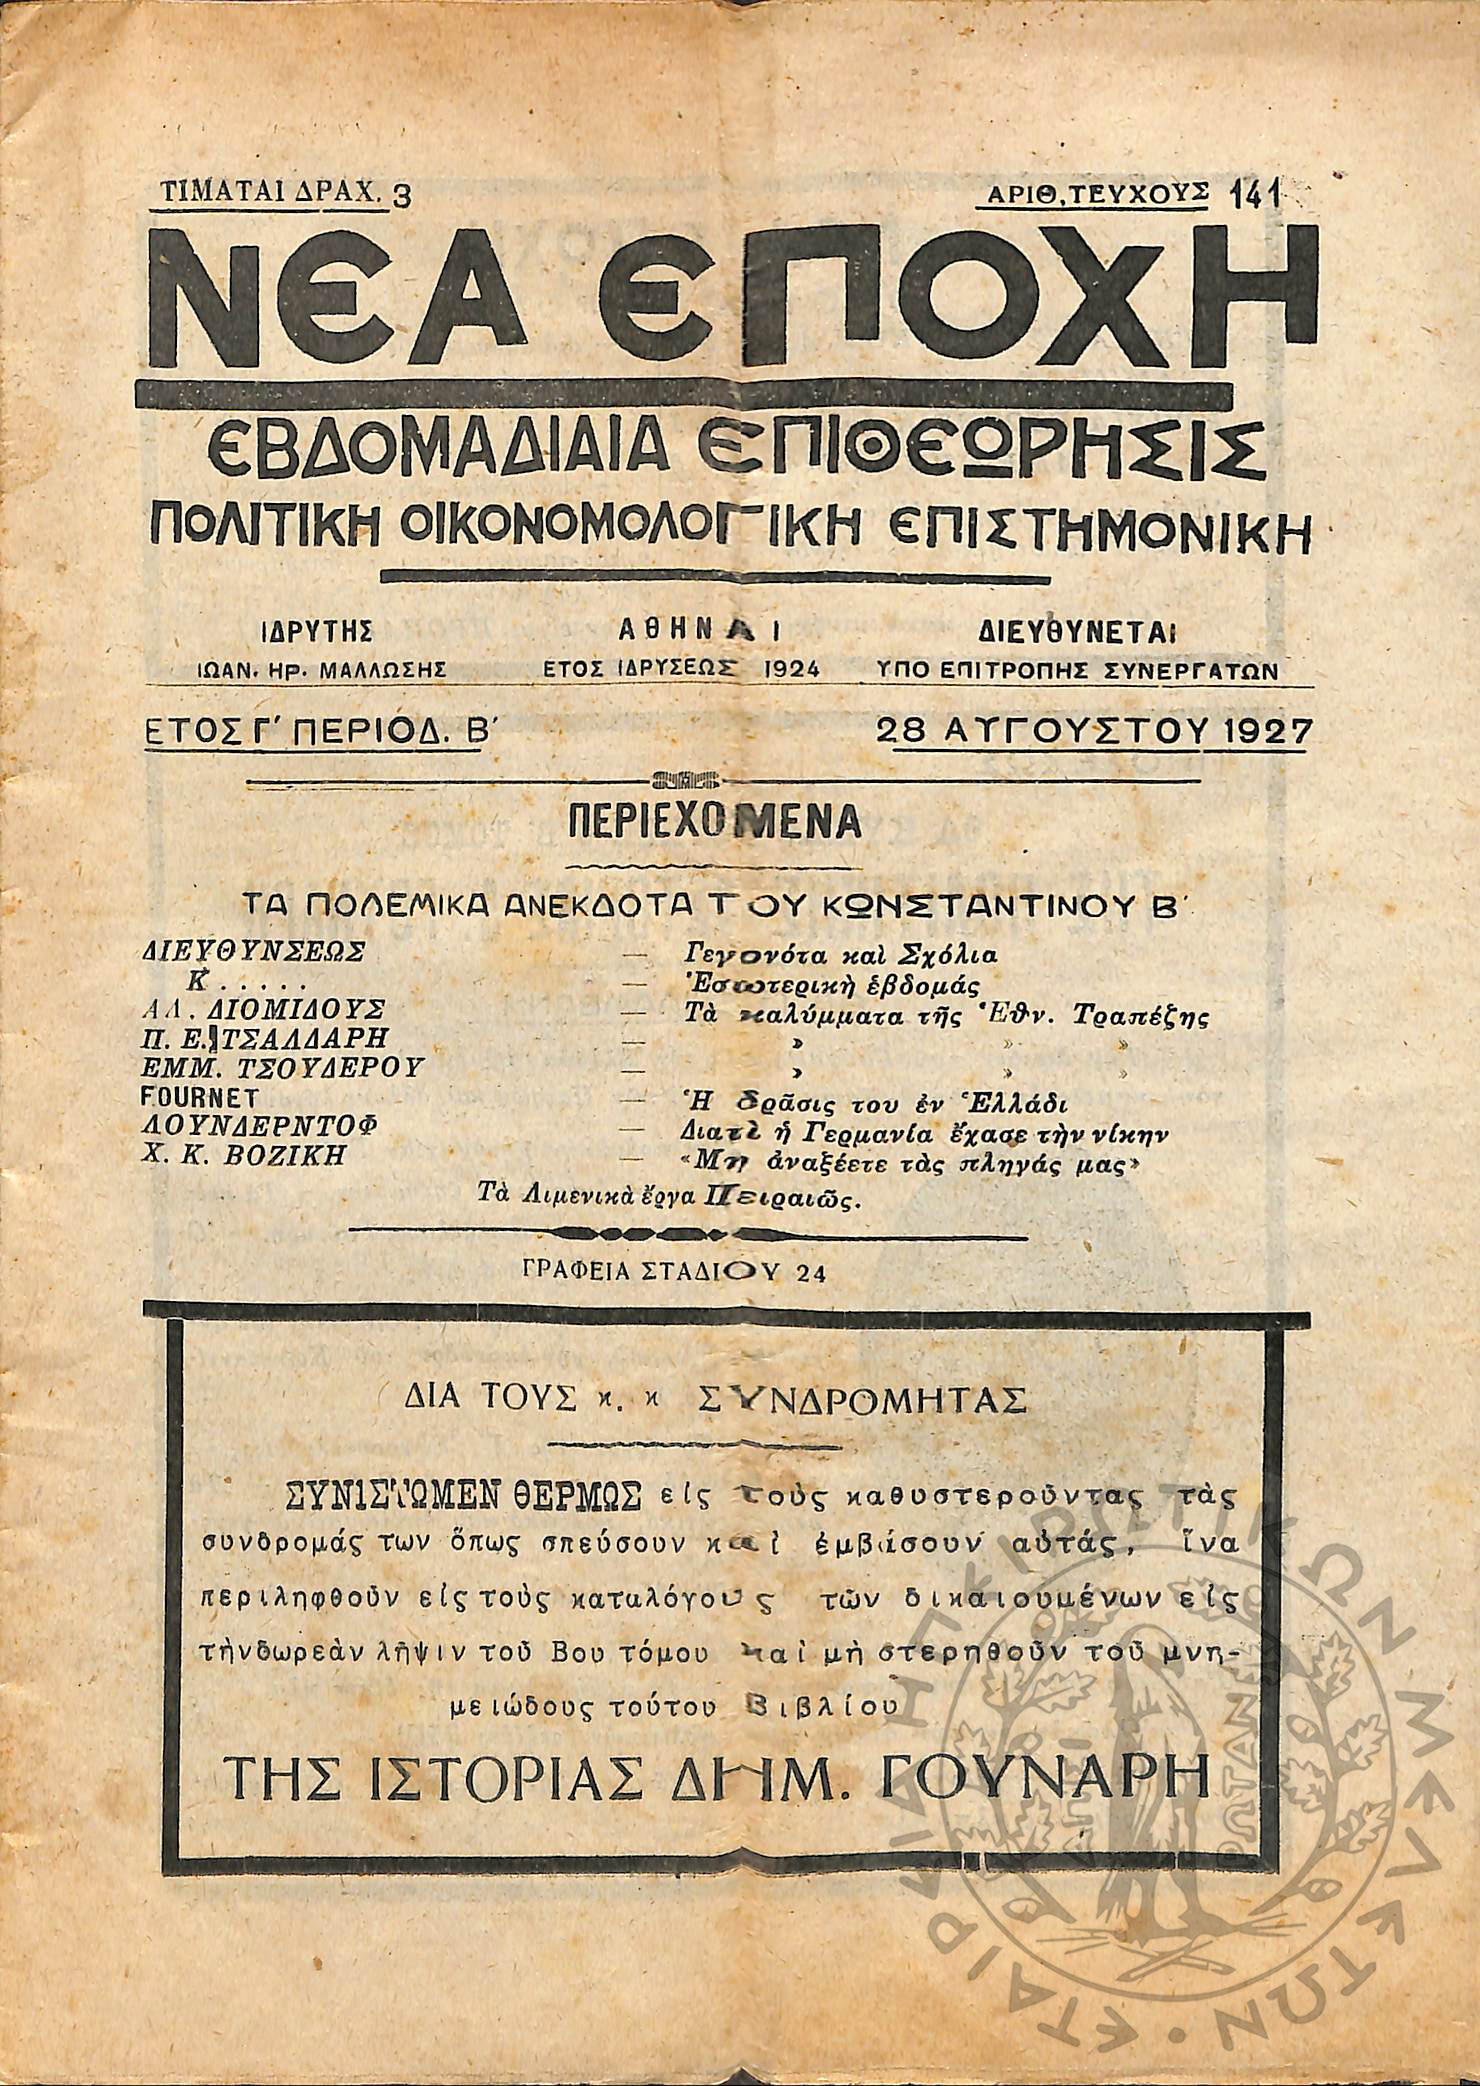 ΤΙΜΑΤΑΙ ΔΡΑΧ. 3
ΑΡΙΘ. ΤΕΥΧΟΥΣ 141
ΝΕΑ ΕΠΟΧΗ
ΕΒΔΟΜΑΔΙΑΙΑ ΕΠΙΘΕΩΡΗΣΙΣ
ΠΟΛΙΤΙΚΗ ΟΙΚΟΝΟΜΟΛΟΓΙΚΗ ΕΠΙΣΤΗΜΟΝΙΚΗ
ΙΔΡΥΤΗΣ ΑΘΗΝΑΙ ΔΙΕΥΘΥΝΕΤΑΙ
ΙΩΑΝ. ΗΡ. ΜΑΛΛΩΣΗΣ ΕΤΟΣ ΙΔΡΥΣΕΩΣ 1924 ΥΠΟ ΕΠΙΤΡΟΠΗΣ ΣΥΝΕΡΓΑΤΩΝ
ΕΤΟΣ Γ' ΠΕΡΙΟΔ. Β' 28 ΑΥΓΟΥΣΤΟΥ 1927
ΠΕΡΙΕΧΟΜΕΝΑ
ΤΑ ΠΟΛΕΜΙΚΑ ΑΝΕΚΔΟΤΑ ΤΟΥ ΚΩΝΣΤΑΝΤΙΝΟΥ Β'
ΔΙΕΥΘΥΝΣΕΩΣ — Γεγονότα καὶ Σχόλια
Κ. . . . . — Ἐσωτερικὴ ἑβδομάς
ΑΛ. ΔΙΟΜΙΔΟΥΣ — Τὰ καλύμματα τῆς Ἐθν. Τραπέζης
Π. Ε. ΤΣΑΛΔΑΡΗ — » » »
ΕΜΜ. ΤΣΟΥΔΕΡΟΥ — » » »
FOURNET — Ἡ δρᾶσις του ἐν Ἑλλάδι
ΛΟΥΝΔΕΡΝΤΟΦ — Διατὶ ἡ Γερμανία ἔχασε τὴν νίκην
Χ. Κ. ΒΟΖΙΚΗ — «Μη ἀναξέετε τὰς πληγάς μας»
Τὰ Λιμενικὰ ἔργα Πειραιῶς.
ΓΡΑΦΕΙΑ ΣΤΑΔΙΟΥ 24
ΔΙΑ ΤΟΥΣ κ. κ ΣΥΝΔΡΟΜΗΤΑΣ
ΣΥΝΙΣΤΩΜΕΝ ΘΕΡΜΩΣ εἰς τοὺς καθυστεροῦντας τὰς
συνδρομάς των ὅπως σπεύσουν καὶ ἐμβάσουν αὐτάς, ἵνα
περιληφθοῦν εἰς τοὺς καταλόγους τῶν δικαιουμένων εἰς
τὴνδωρεὰν λῆψιν τοῦ Βου τόμου καὶ μὴ στερηθοῦν τοῦ μνη-
μειώδους τούτου Βιβλίου
ΤΗΣ ΙΣΤΟΡΙΑΣ ΔΗΜ. ΓΟΥΝΑΡΗ
ΕΤΑΙΡΕΙΑ ΗΠΕΙΡΩΤΙΚΩΝ ΜΕΛΕΤΩΝ